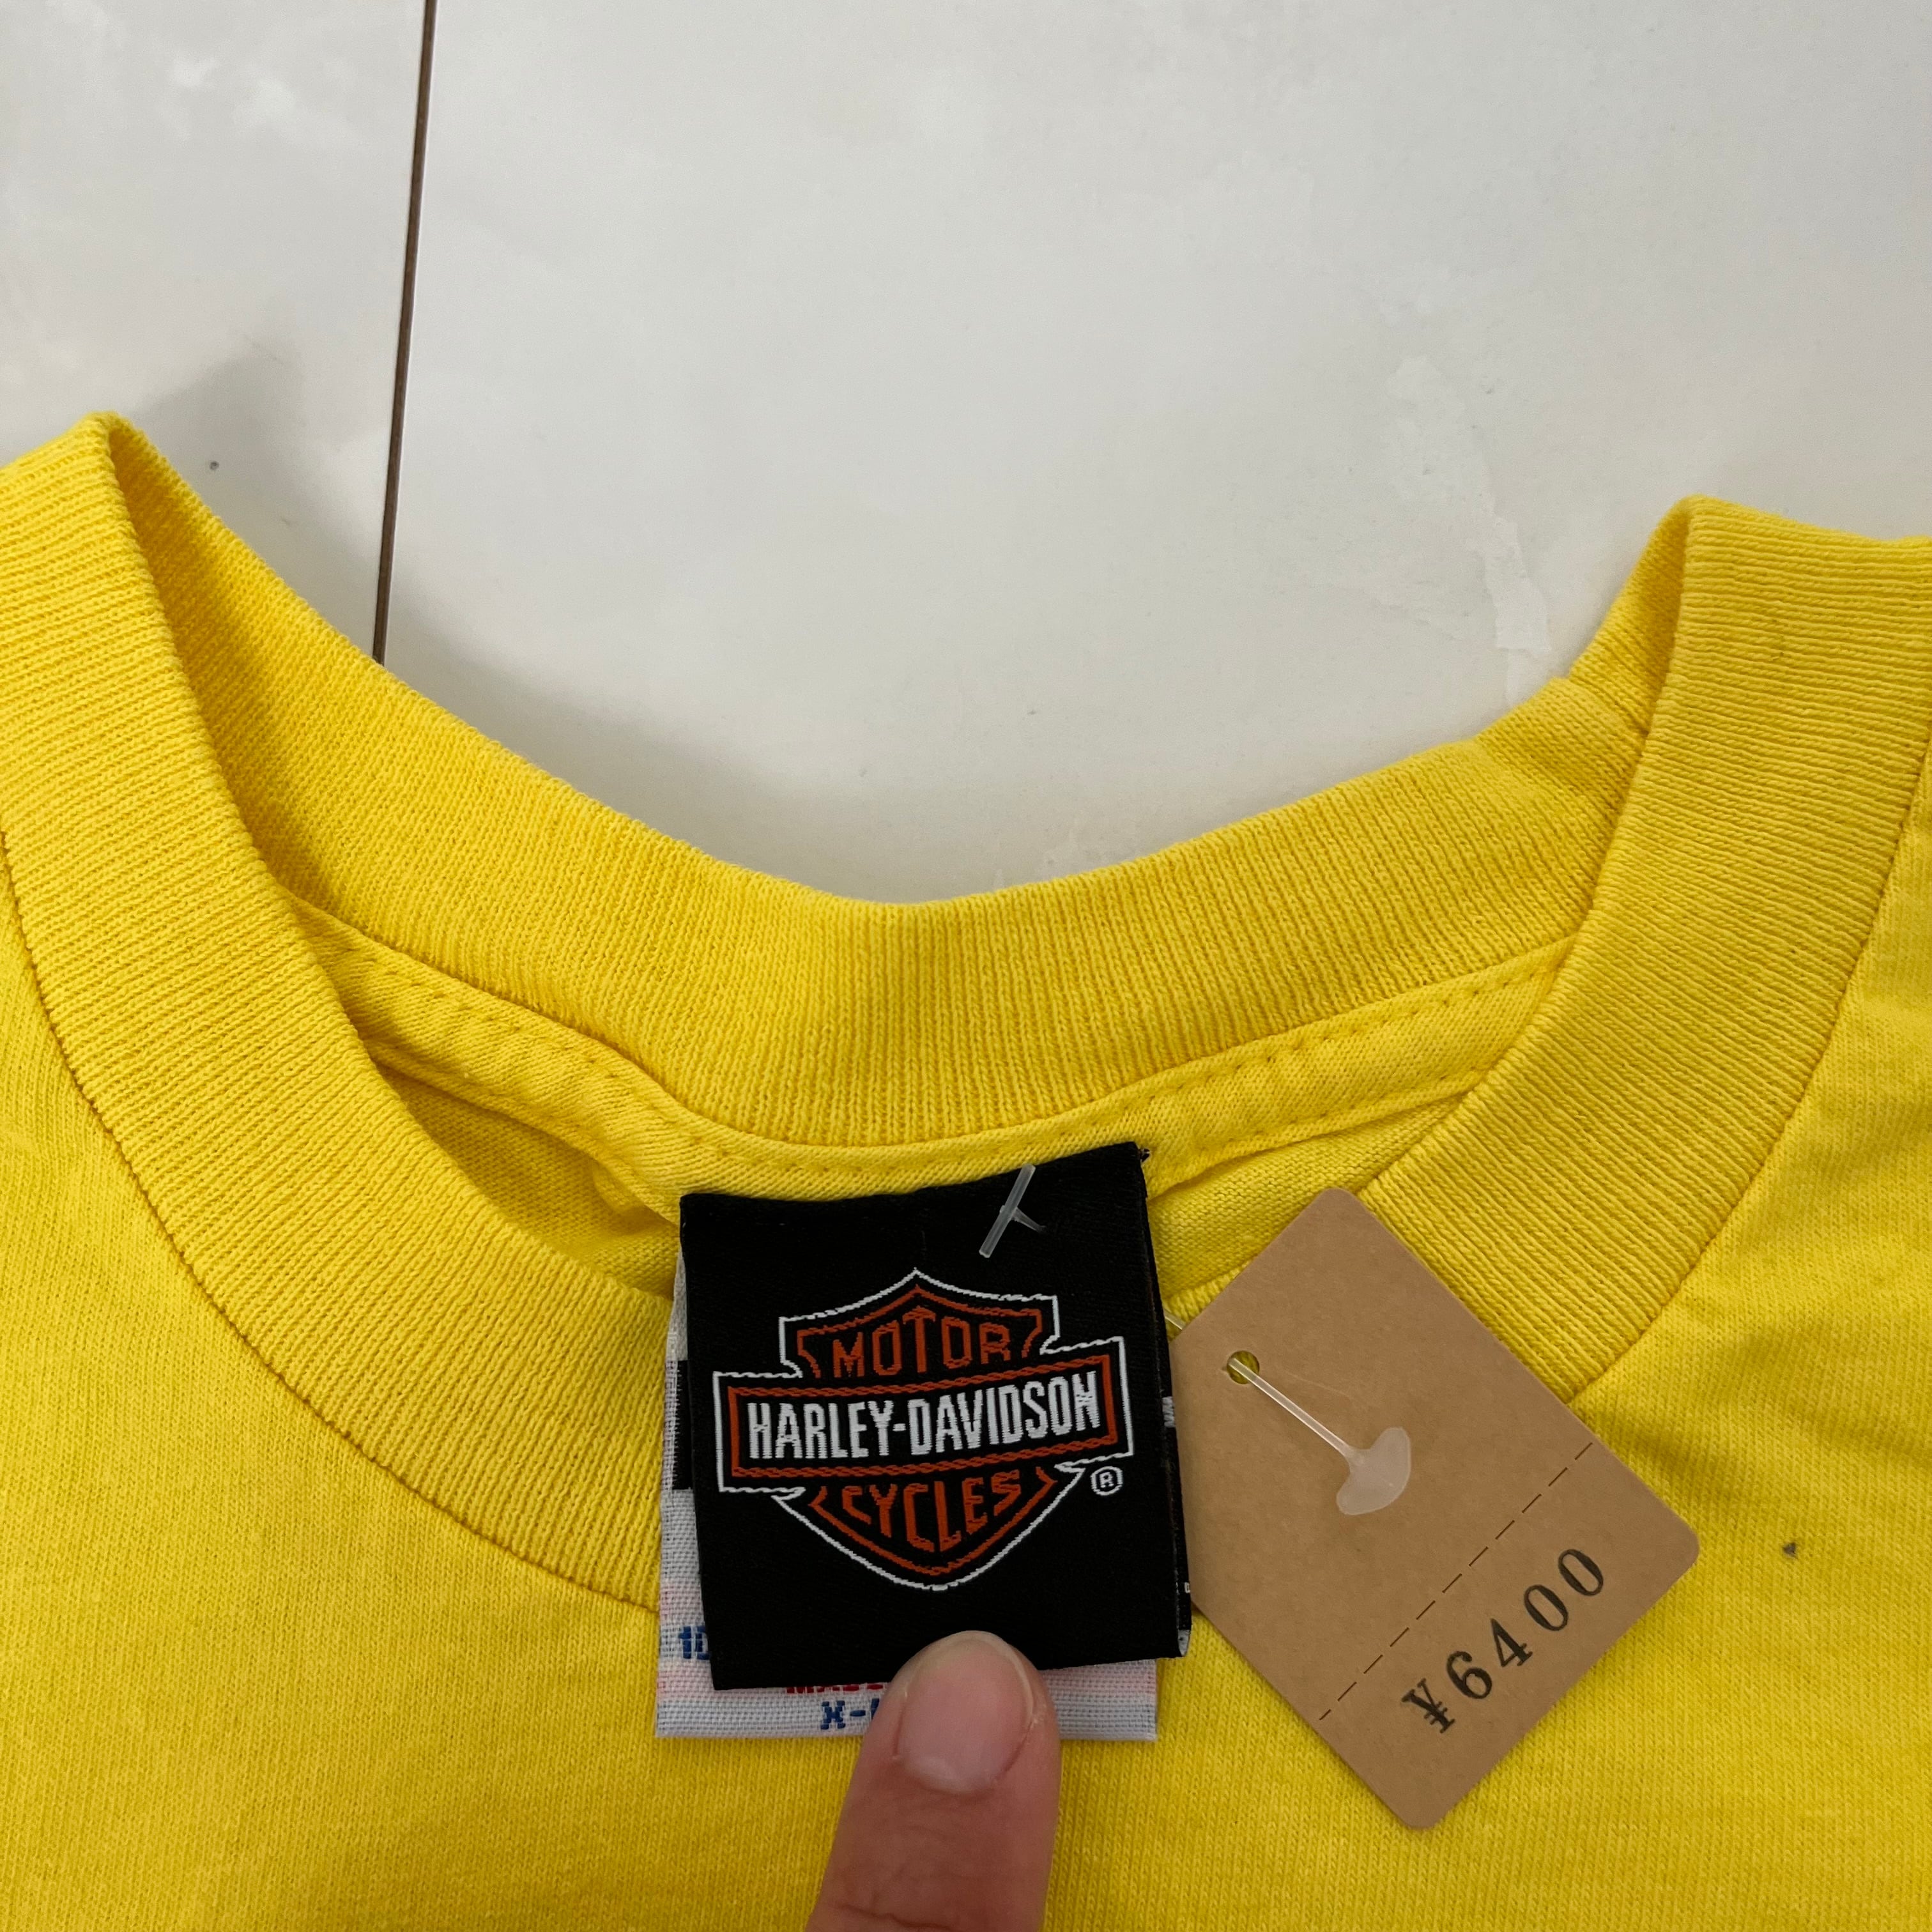 MOTOR
HARLEY-DAVIDSON
CYCLES
®
¥6400
X-